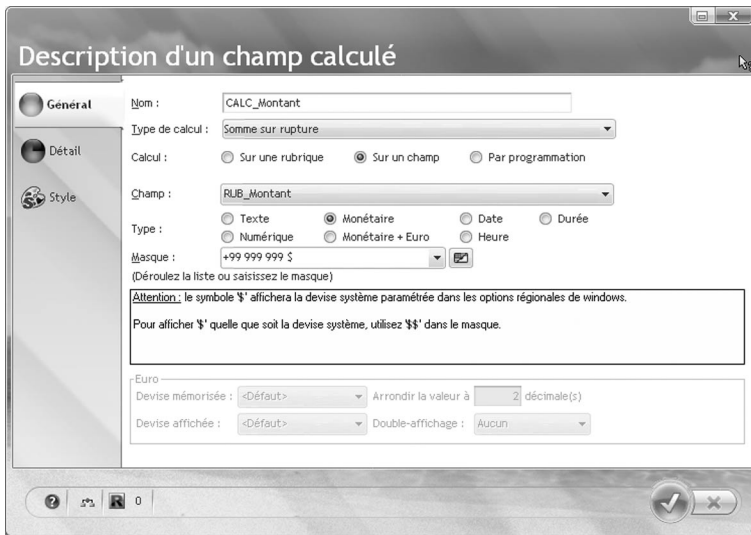 Description d'un champ calculé
Général
Détail
Style
Nom : CALC_Montant
Type de calcul : Somme sur rupture
Calcul : Sur une rubrique Sur un champ Par programmation
Champ : RUB_Montant
Type : Texte Monétaire Date Durée
Numérique Monétaire + Euro Heure
Masque : +99 999 999 $
(Déroulez la liste ou saisissez le masque)
Attention : le symbole '$' affichera la devise système paramétrée dans les options régionales de windows.
Pour afficher '$' quelle que soit la devise système, utilisez '$$' dans le masque.
Euro
Devise mémorisée : <Défaut> Arrondir la valeur à 2 décimale(s)
Devise affichée : <Défaut> Double-affichage : Aucun
? R 0